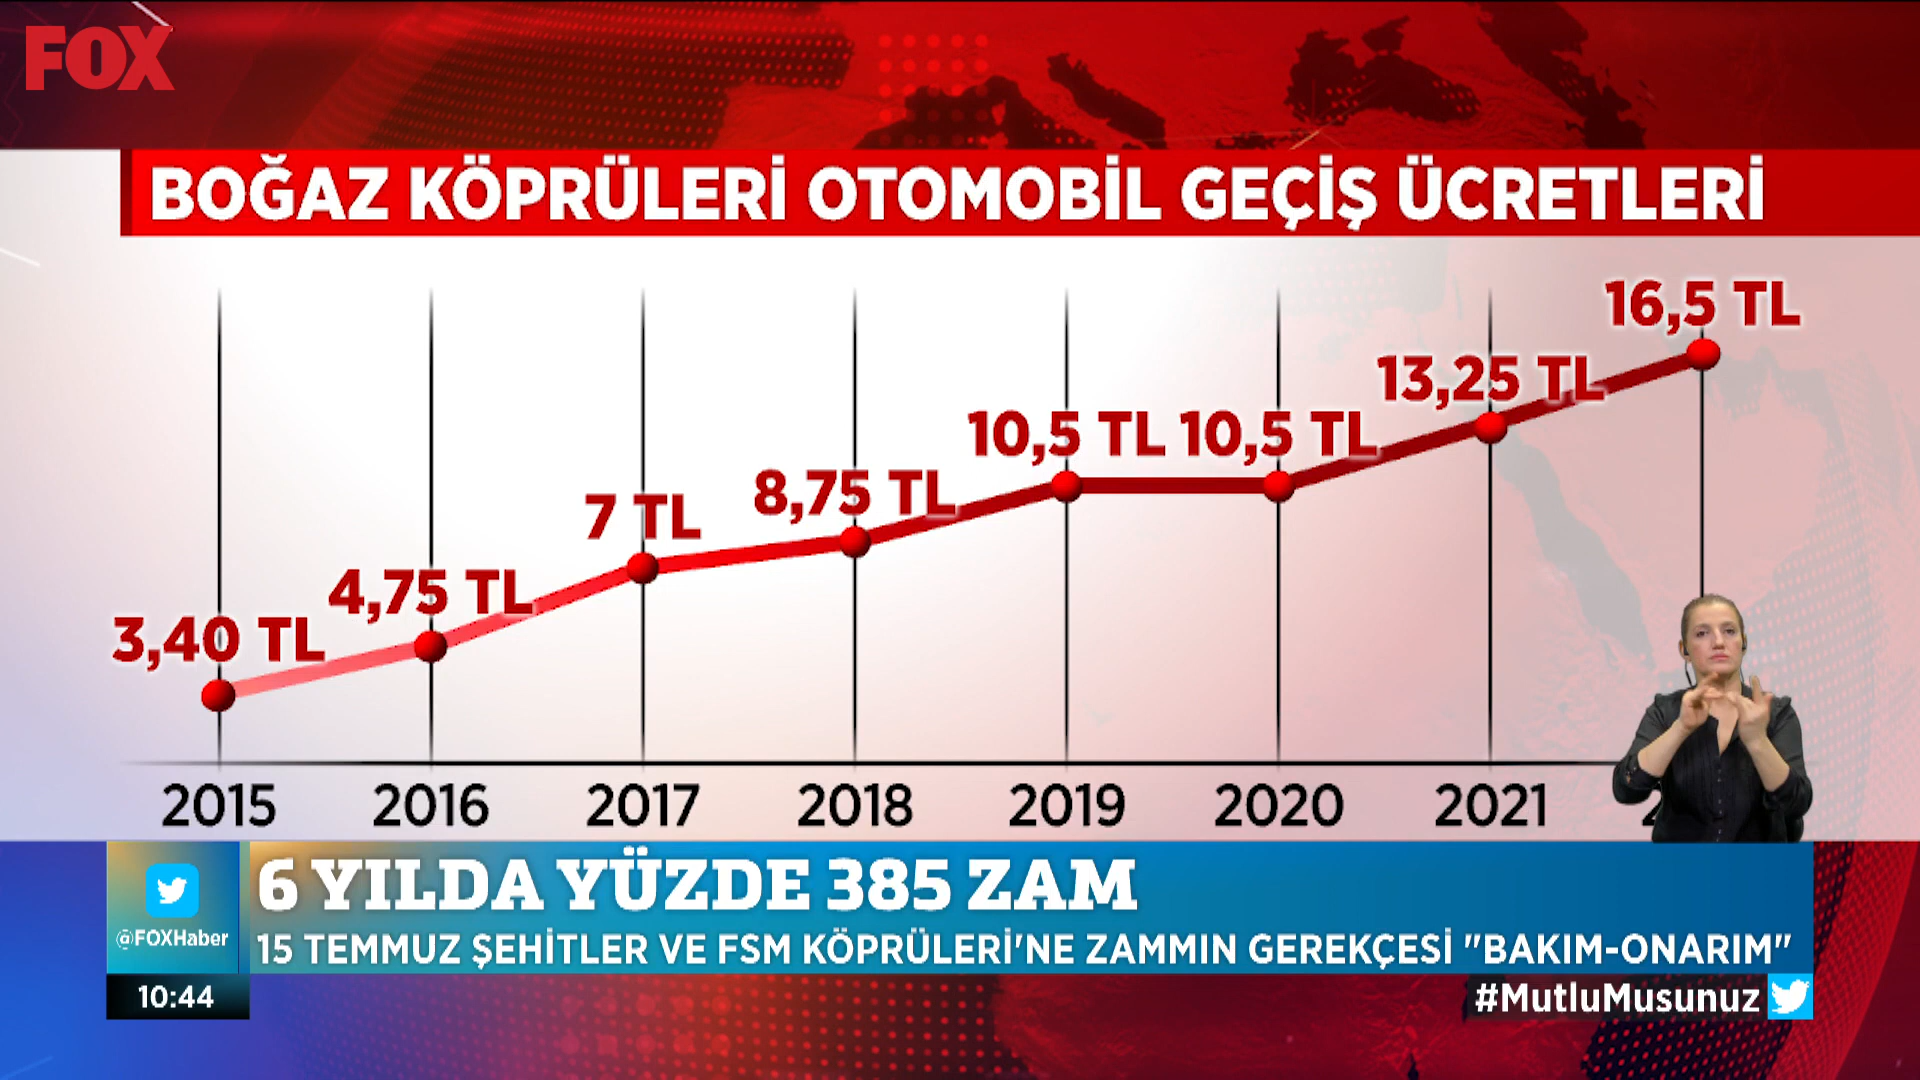 FOX
BOĞAZ KÖPRÜLERİ OTOMOBİL GEÇİŞ ÜCRETLERİ
16,5 TL
13,25 TL
10,5 TL 10,5 TL
8,75 TL
7 TL
4,75 TL
3,40 TL
2015 2016 2017 2018 2019 2020 2021
6 YILDA YÜZDE 385 ZAM
@FOXHaber
15 TEMMUZ ŞEHİTLER VE FSM KÖPRÜLERİ'NE ZAMMIN GEREKÇESİ "BAKIM-ONARIM"
10:44
#MutluMusunuz